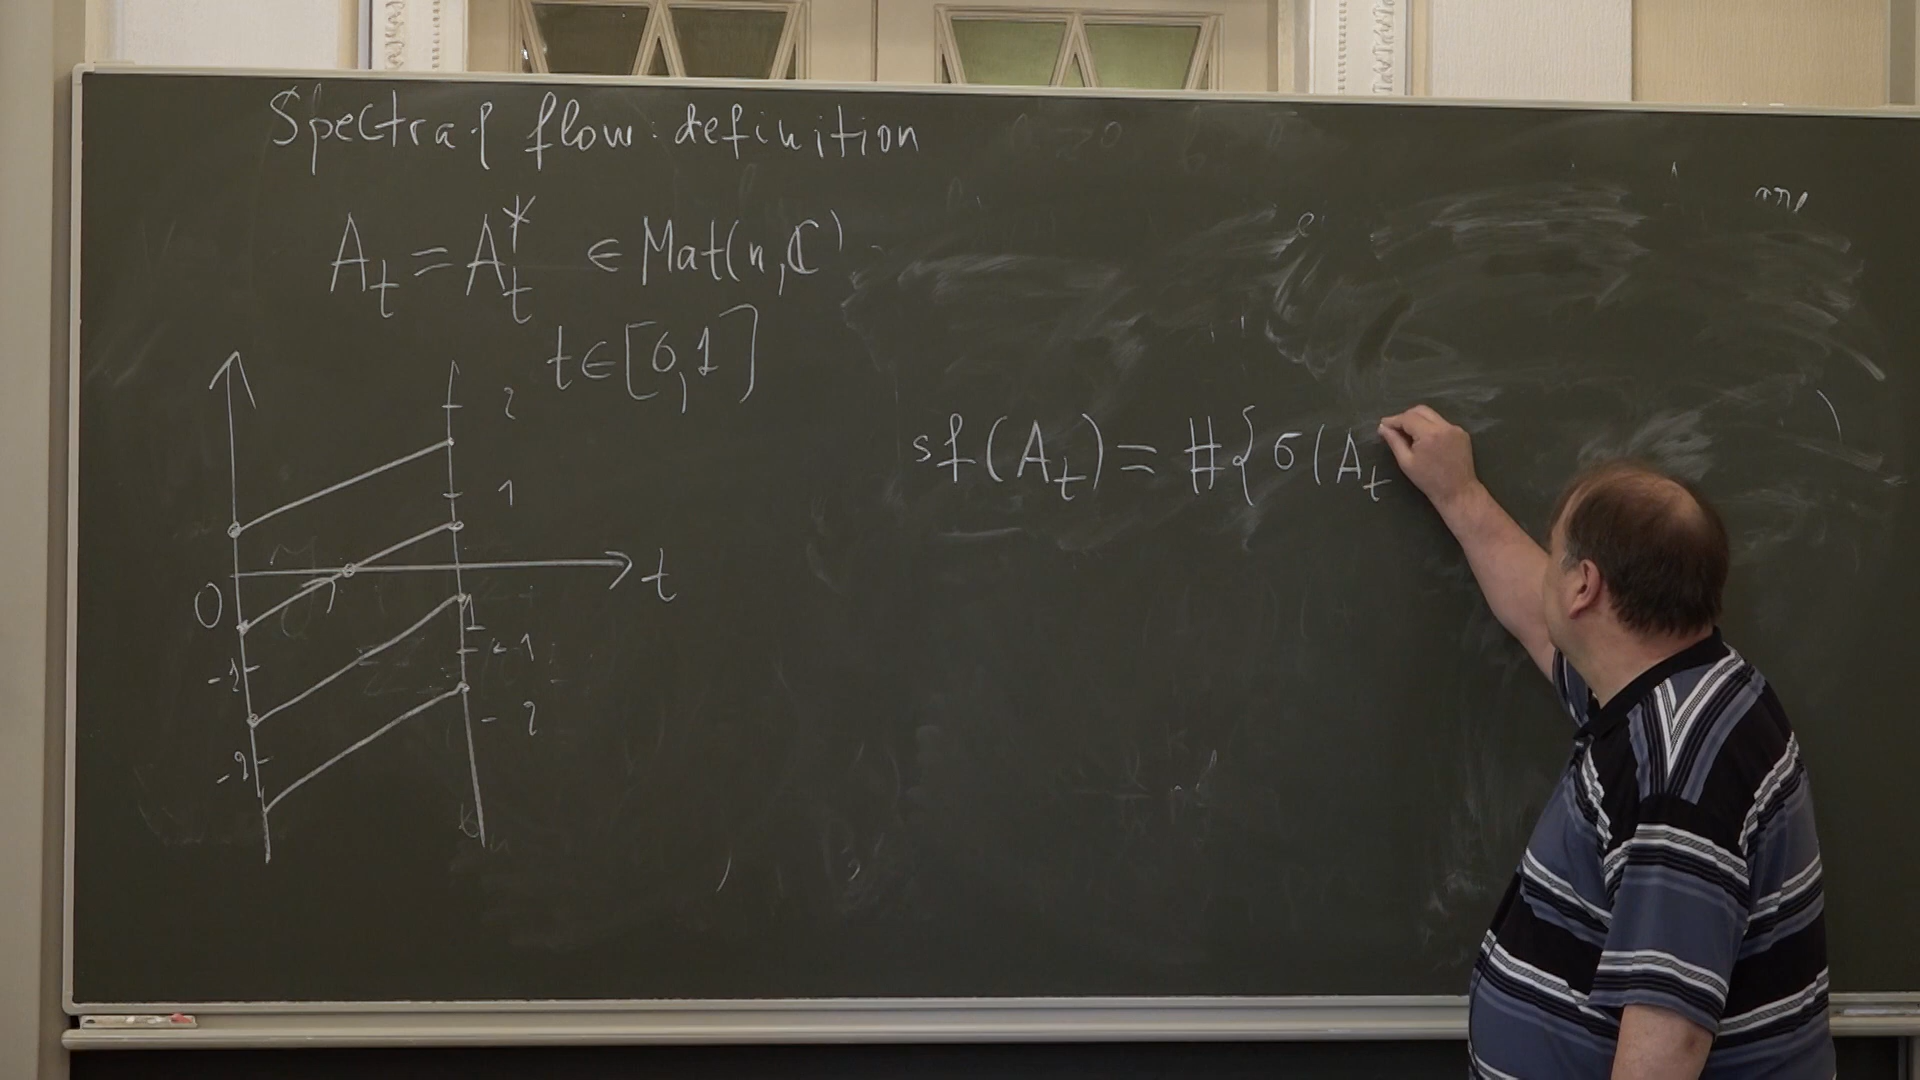 Spectral flow: definition
A_t = A_t^* ∈ Mat(n, ℂ)
t ∈ [0, 1]
sf(A_t) = #{σ(A_t
2
1
0
t
1
-1
-1
-2
-2